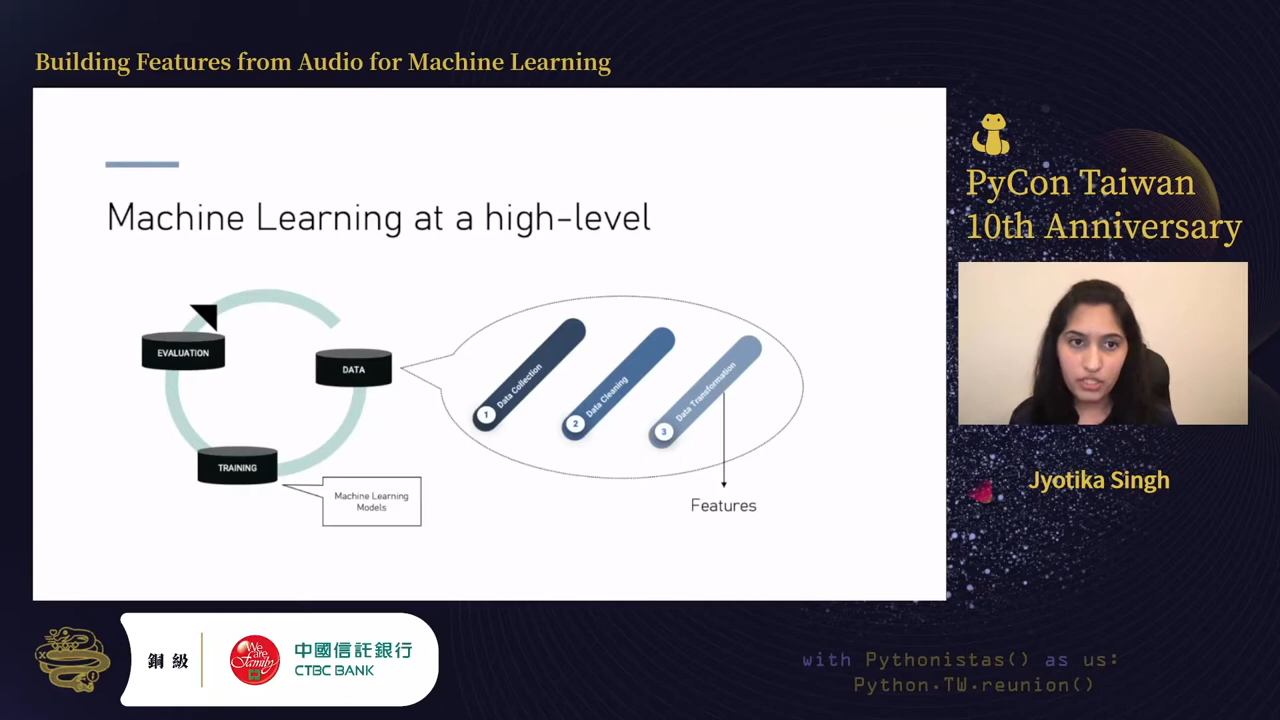 Building Features from Audio for Machine Learning
PyCon Taiwan
10th Anniversary
Machine Learning at a high-level
EVALUATION
DATA
TRAINING
Machine Learning
Models
1 Data Collection
2 Data Cleaning
3 Data Transformation
Features
Jyotika Singh
銅級
We
are
family
中國信託銀行
CTBC BANK
with Pythonistas() as us:
Python.TW.reunion()